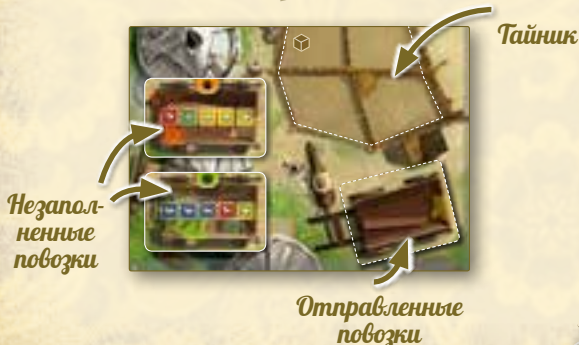 Тайник
Незапол-
ненные
повозки
Отправленные
повозки